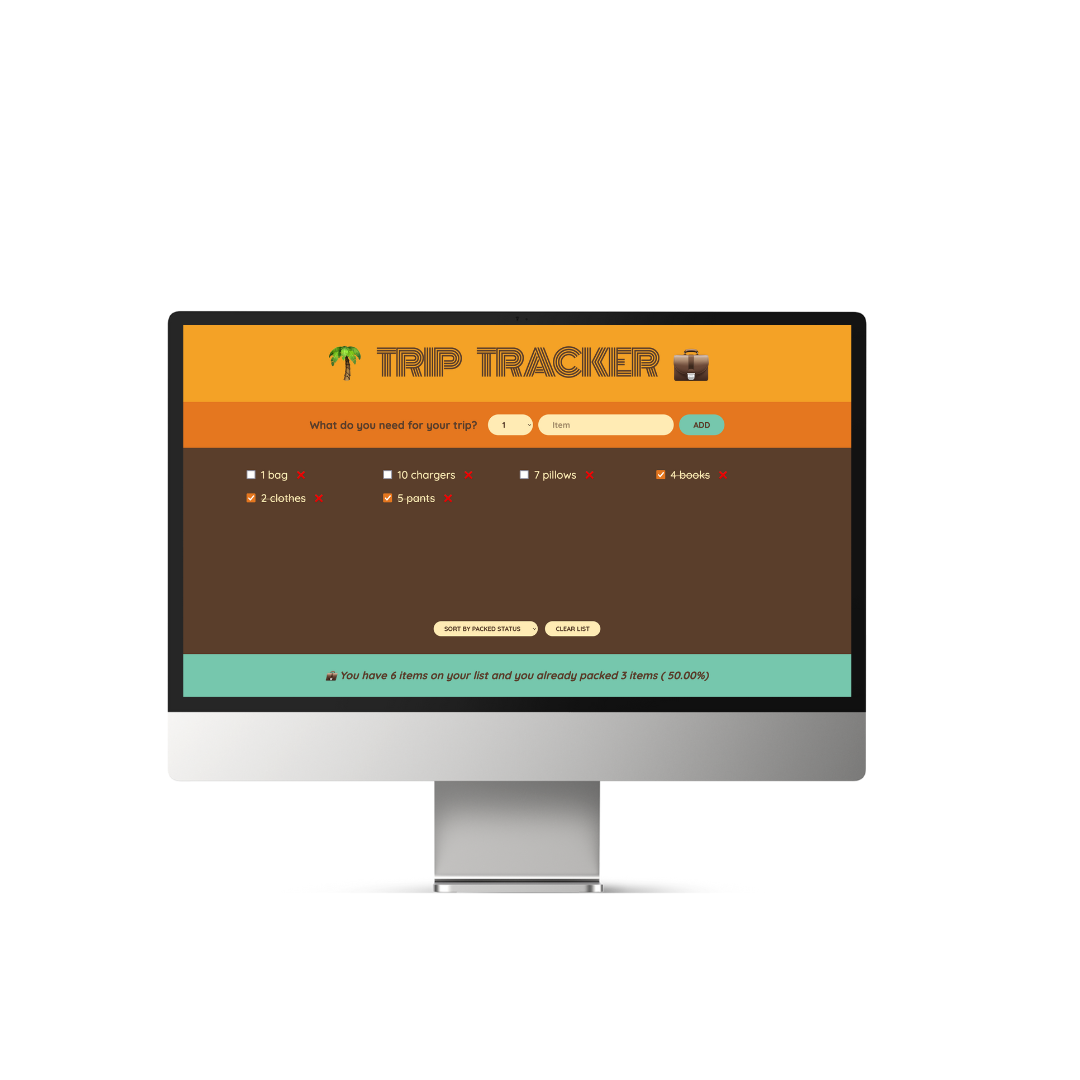 TRIP TRACKER
What do you need for your trip? 1 Item ADD
1 bag 10 chargers 7 pillows 4 books
2 clothes 5 pants
SORT BY PACKED STATUS CLEAR LIST
You have 6 items on your list and you already packed 3 items ( 50.00%)